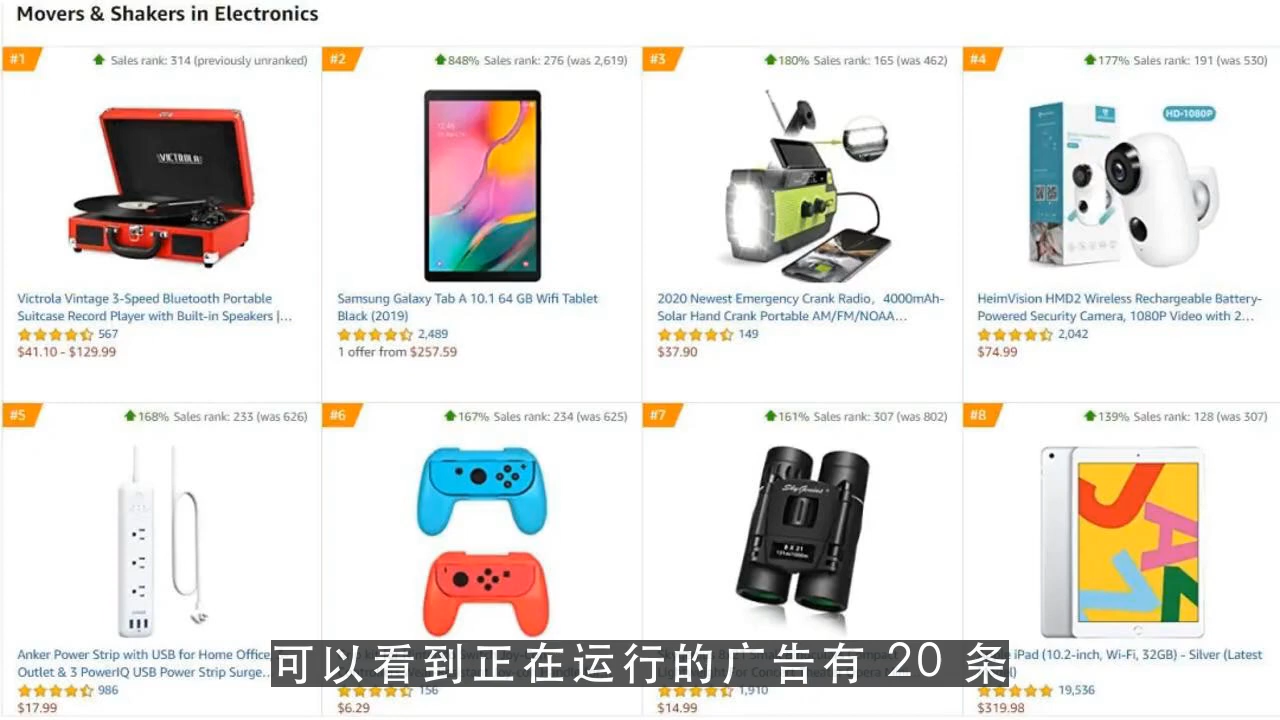 Movers & Shakers in Electronics
#1
Sales rank: 314 (previously unranked)
VICTROLA
Victrola Vintage 3-Speed Bluetooth Portable
Suitcase Record Player with Built-in Speakers |...
567
$41.10 - $129.99
#2
848% Sales rank: 276 (was 2,619)
Samsung Galaxy Tab A 10.1 64 GB Wifi Tablet
Black (2019)
2,489
1 offer from $257.59
#3
180% Sales rank: 165 (was 462)
2020 Newest Emergency Crank Radio，4000mAh-
Solar Hand Crank Portable AM/FM/NOAA...
149
$37.90
#4
177% Sales rank: 191 (was 530)
HD-1080P
HeimVision HMD2 Wireless Rechargeable Battery-
Powered Security Camera, 1080P Video with 2...
2,042
$74.99
#5
168% Sales rank: 233 (was 626)
Anker Power Strip with USB for Home Office,
Outlet & 3 PowerIQ USB Power Strip Surge...
986
$17.99
#6
167% Sales rank: 234 (was 625)
156
$6.29
#7
161% Sales rank: 307 (was 802)
SkyGenius
8 X 21
1,910
$14.99
#8
139% Sales rank: 128 (was 307)
iPad (10.2-inch, Wi-Fi, 32GB) - Silver (Latest
19,536
$319.98
可以看到正在运行的广告有 20 条